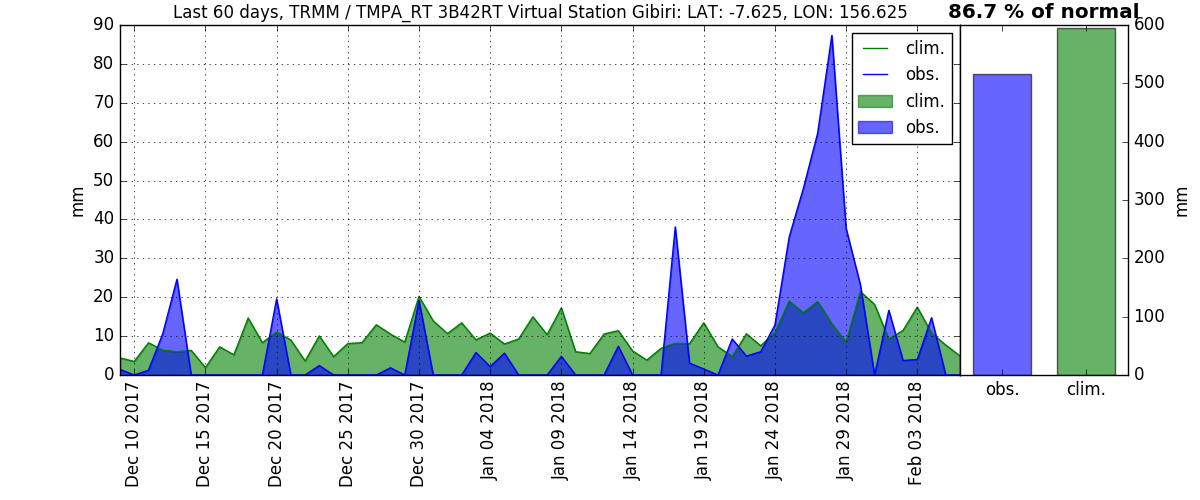 Last 60 days, TRMM / TMPA_RT 3B42RT Virtual Station Gibiri: LAT: -7.625, LON: 156.625
86.7 % of normal
90
80
70
60
50
40
30
20
10
0
mm
clim.
obs.
clim.
obs.
600
500
400
300
200
100
0
mm
Dec 10 2017
Dec 15 2017
Dec 20 2017
Dec 25 2017
Dec 30 2017
Jan 04 2018
Jan 09 2018
Jan 14 2018
Jan 19 2018
Jan 24 2018
Jan 29 2018
Feb 03 2018
obs.
clim.